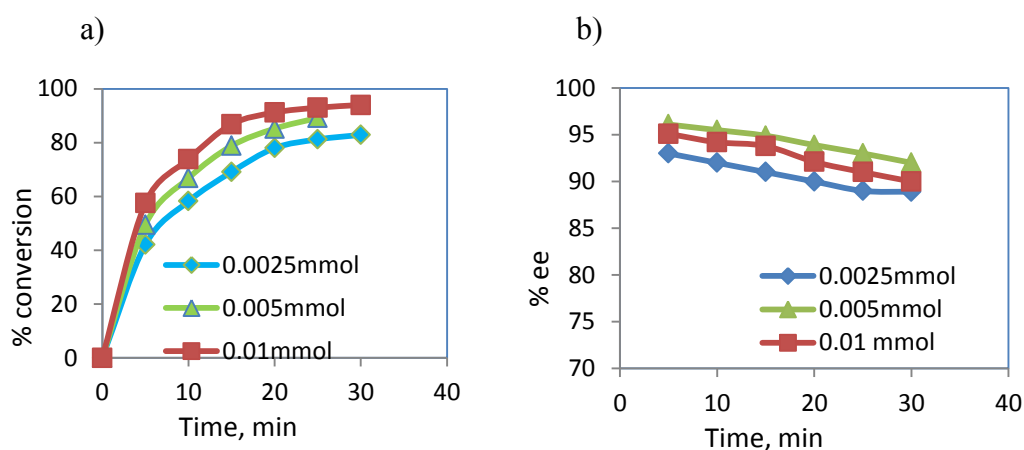 a)
100
80
60
40
20
0
% conversion
0.0025mmol
0.005mmol
0.01mmol
0 10 20 30 40
Time, min
b)
100
95
90
85
80
75
70
% ee
0.0025mmol
0.005mmol
0.01 mmol
0 10 20 30 40
Time, min